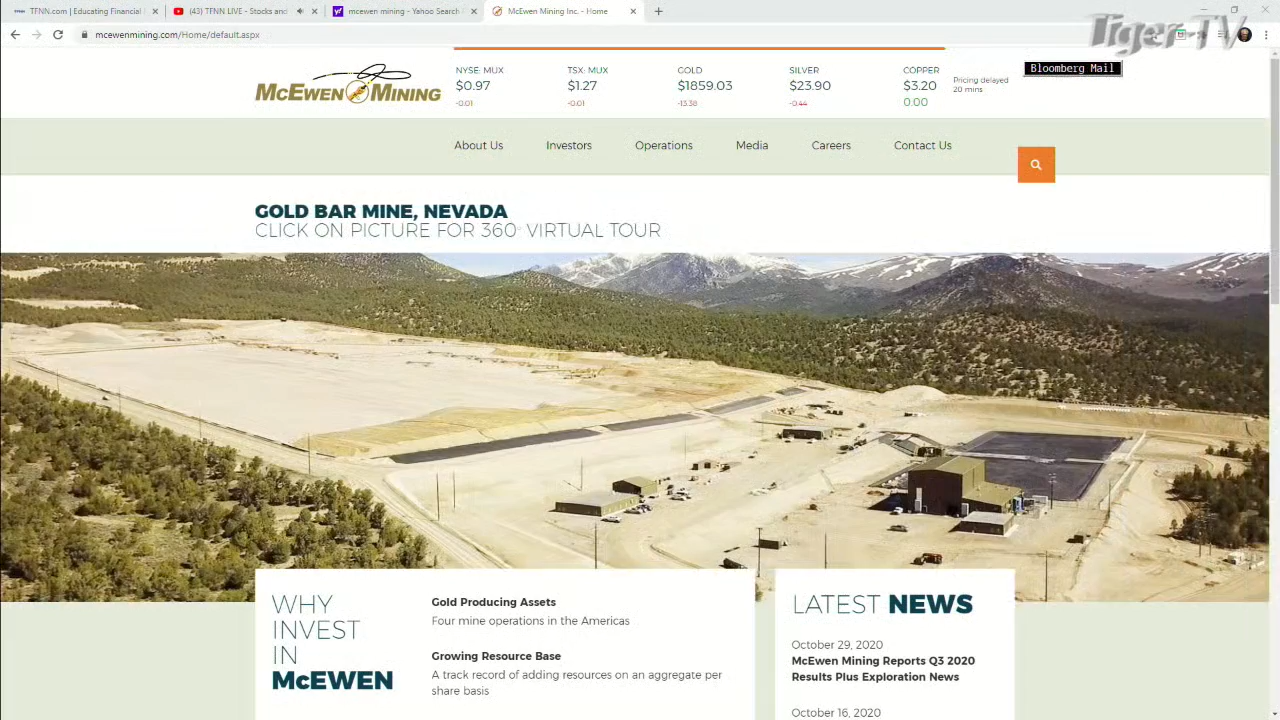 TFNN.com | Educating Financial
(43) TFNN LIVE - Stocks and
mcewen mining - Yahoo Search
McEwen Mining Inc. - Home
Tiger-TV
mcewenmining.com/Home/default.aspx
Bloomberg Mail
McEwen Mining
NYSE: MUX
$0.97
-0.01
TSX: MUX
$1.27
-0.01
GOLD
$1859.03
-13.38
SILVER
$23.90
-0.44
COPPER
$3.20
0.00
Pricing delayed
20 mins
About Us
Investors
Operations
Media
Careers
Contact Us
GOLD BAR MINE, NEVADA
CLICK ON PICTURE FOR 360° VIRTUAL TOUR
WHY
INVEST
IN
McEWEN
Gold Producing Assets
Four mine operations in the Americas
Growing Resource Base
A track record of adding resources on an aggregate per
share basis
LATEST NEWS
October 29, 2020
McEwen Mining Reports Q3 2020
Results Plus Exploration News
October 16, 2020